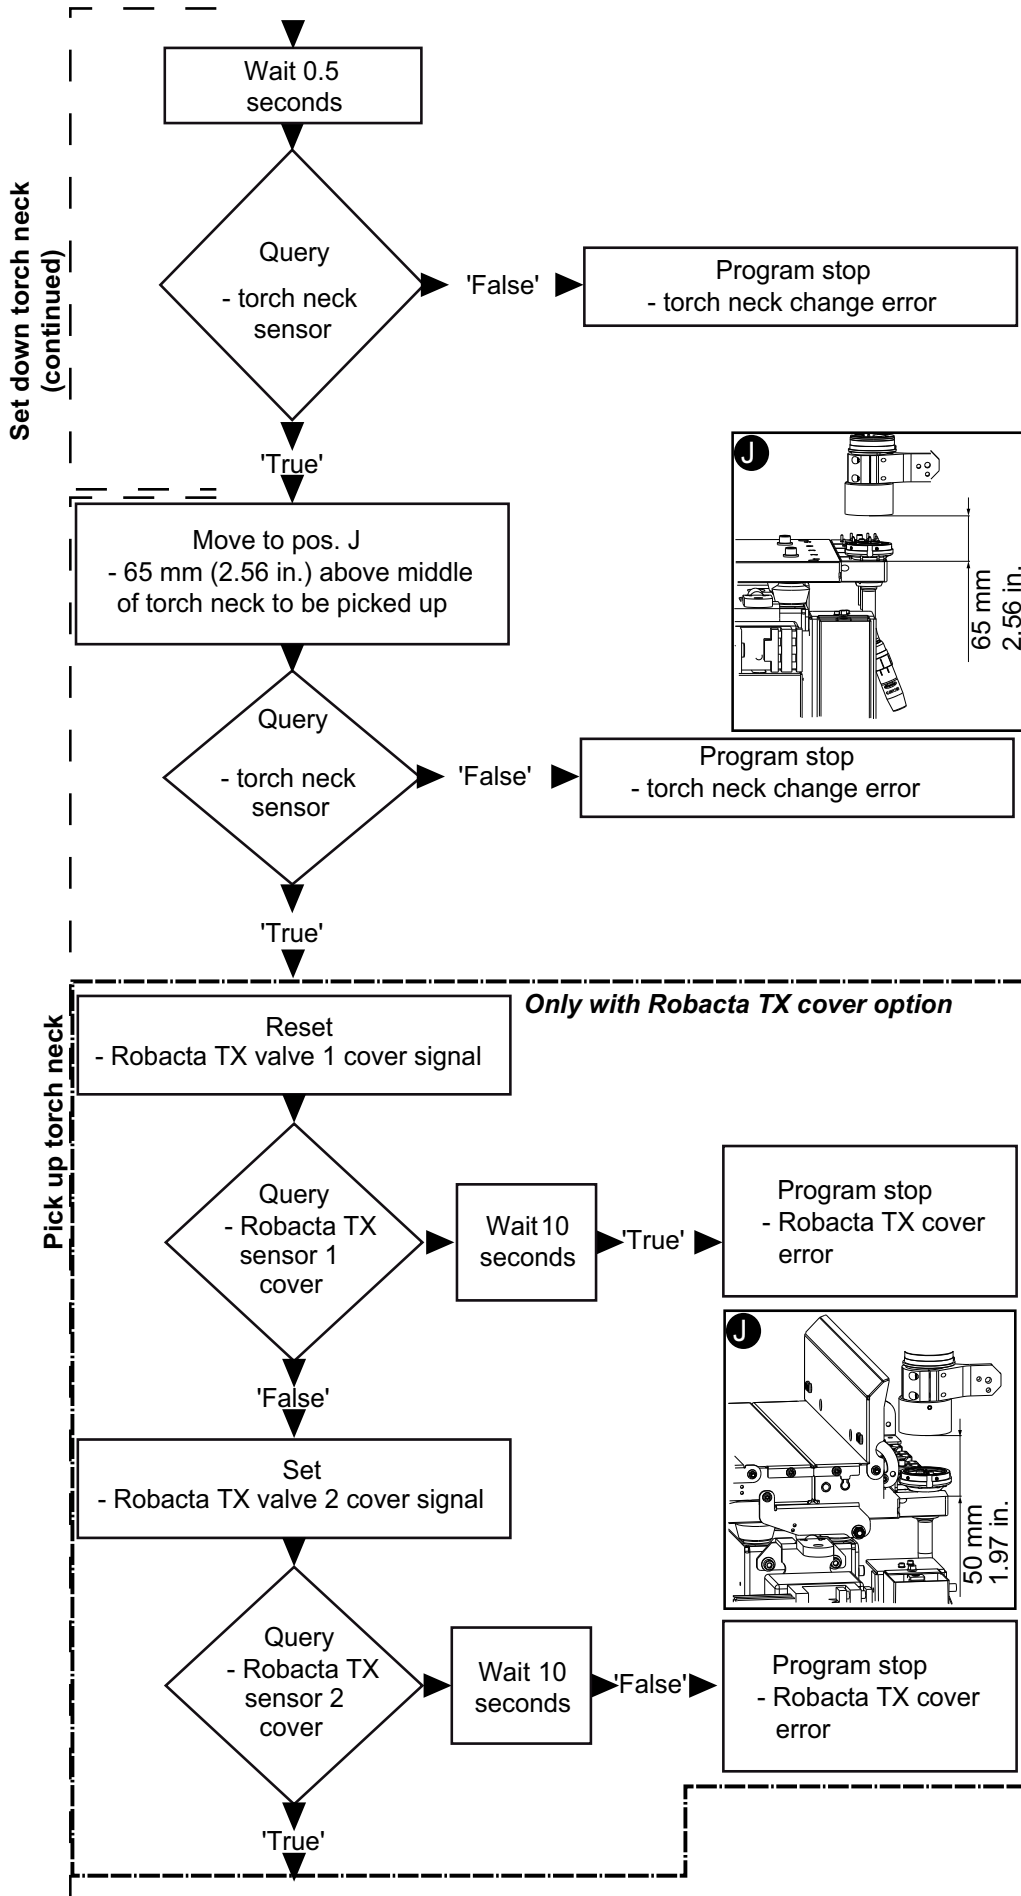 Set down torch neck
(continued)
Wait 0.5
seconds
Query
- torch neck
sensor
'False'
Program stop
- torch neck change error
'True'
J
65 mm
2.56 in.
Move to pos. J
- 65 mm (2.56 in.) above middle
of torch neck to be picked up
Query
- torch neck
sensor
'False'
Program stop
- torch neck change error
'True'
Pick up torch neck
Only with Robacta TX cover option
Reset
- Robacta TX valve 1 cover signal
Query
- Robacta TX
sensor 1
cover
Wait 10
seconds
'True'
Program stop
- Robacta TX cover
error
'False'
J
50 mm
1.97 in.
Set
- Robacta TX valve 2 cover signal
Query
- Robacta TX
sensor 2
cover
Wait 10
seconds
'False'
Program stop
- Robacta TX cover
error
'True'